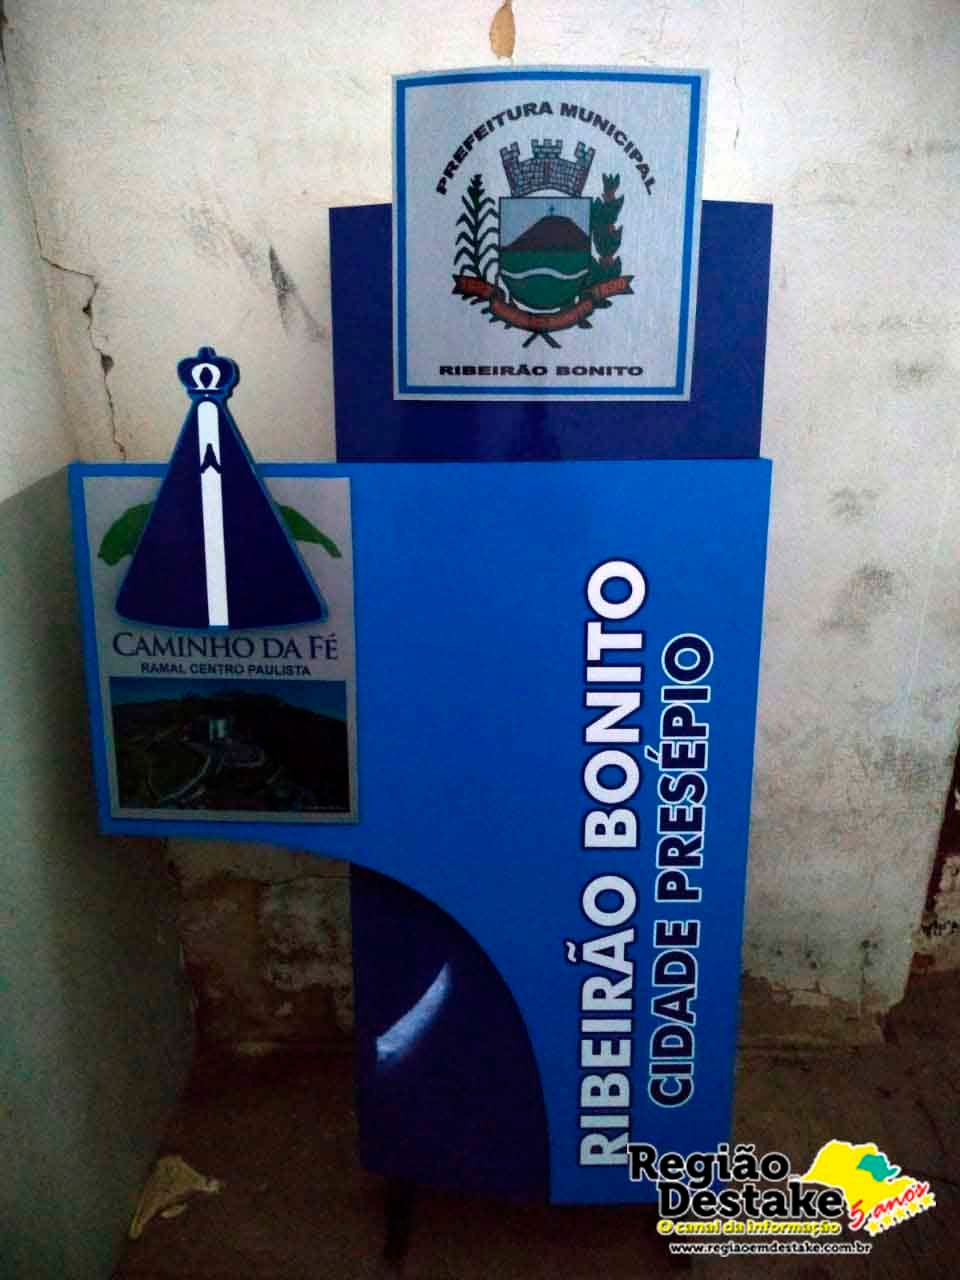 PREFEITURA MUNICIPAL
RIBEIRÃO BONITO
CAMINHO DA FÉ
RAMAL CENTRO PAULISTA
RIBEIRÃO BONITO
CIDADE PRESÉPIO
Região
Destake
5 anos
O canal da informação
www.regiaoemdestake.com.br